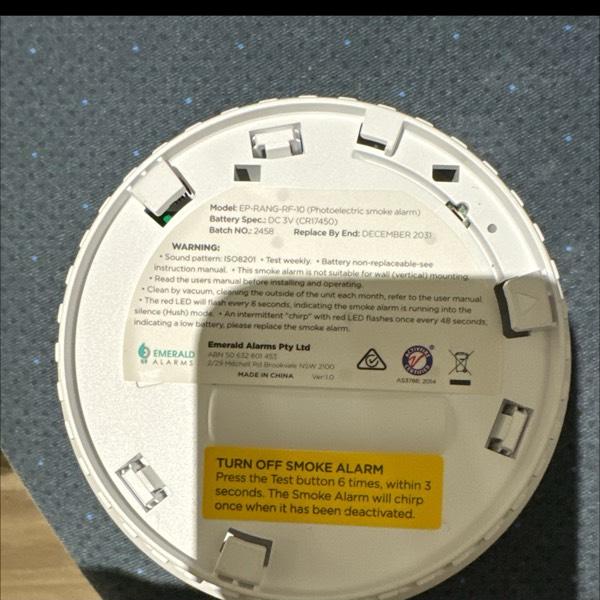 Model: EP-RANG-RF-10 (Photoelectric smoke alarm)
Battery Spec.: DC 3V (CR17450)
Batch NO.: 2458 Replace By End: DECEMBER 2031
WARNING:
• Sound pattern: ISO8201 • Test weekly. • Battery non-replaceable-see
instruction manual. • This smoke alarm is not suitable for wall (vertical) mounting.
• Read the users manual before installing and operating.
• Clean by vacuum, cleaning the outside of the unit each month, refer to the user manual.
• The red LED will flash every 8 seconds, indicating the smoke alarm is running into the
silence (Hush) mode. • An intermittent "chirp" with red LED flashes once every 48 seconds,
indicating a low battery, please replace the smoke alarm.
EMERALD
ALARMS
Emerald Alarms Pty Ltd
ABN 50 632 601 453
2/29 Mitchell Rd Brookvale NSW 2100
MADE IN CHINA Ver:1.0
ACTIVFIRE
CERTIFIED
AS3786: 2014
TURN OFF SMOKE ALARM
Press the Test button 6 times, within 3
seconds. The Smoke Alarm will chirp
once when it has been deactivated.